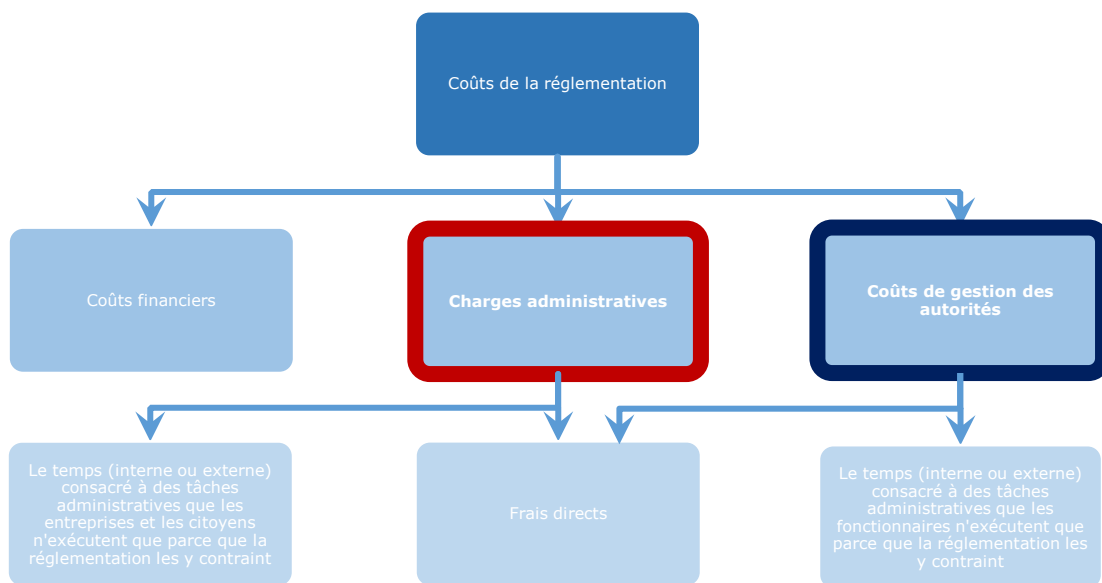 Coûts de la réglementation
Coûts financiers
Charges administratives
Coûts de gestion des
autorités
Le temps (interne ou externe)
consacré à des tâches
administratives que les
entreprises et les citoyens
n'exécutent que parce que la
réglementation les y contraint
Frais directs
Le temps (interne ou externe)
consacré à des tâches
administratives que les
fonctionnaires n'exécutent que
parce que la réglementation les
y contraint